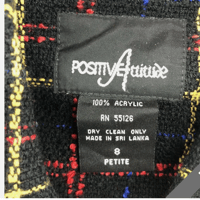 POSITIVE Attitude
100% ACRYLIC
RN 55126
DRY CLEAN ONLY
MADE IN SRI LANKA
8
PETITE